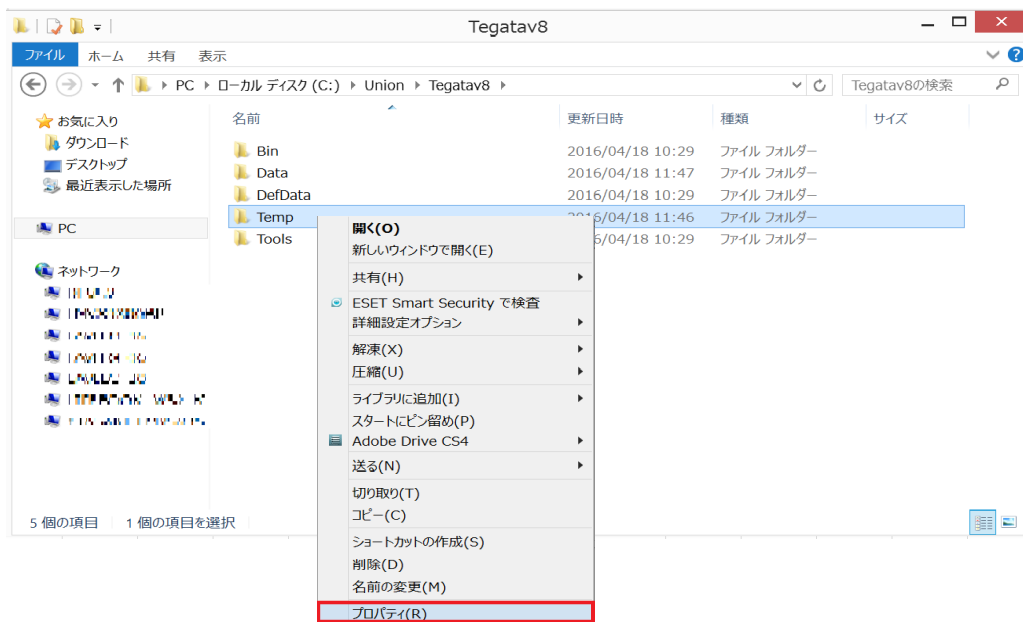 Tegatav8
ファイル ホーム 共有 表示
PC ローカル ディスク (C:) Union Tegatav8 Tegatav8の検索
名前 更新日時 種類 サイズ
お気に入り
ダウンロード
デスクトップ
最近表示した場所
PC
ネットワーク
Bin 2016/04/18 10:29 ファイル フォルダー
Data 2016/04/18 11:47 ファイル フォルダー
DefData 2016/04/18 10:29 ファイル フォルダー
Temp 2016/04/18 11:46 ファイル フォルダー
Tools 6/04/18 10:29 ファイル フォルダー
開く(O)
新しいウィンドウで開く(E)
共有(H)
ESET Smart Security で検査
詳細設定オプション
解凍(X)
圧縮(U)
ライブラリに追加(I)
スタートにピン留め(P)
Adobe Drive CS4
送る(N)
切り取り(T)
コピー(C)
ショートカットの作成(S)
削除(D)
名前の変更(M)
プロパティ(R)
5 個の項目 1 個の項目を選択